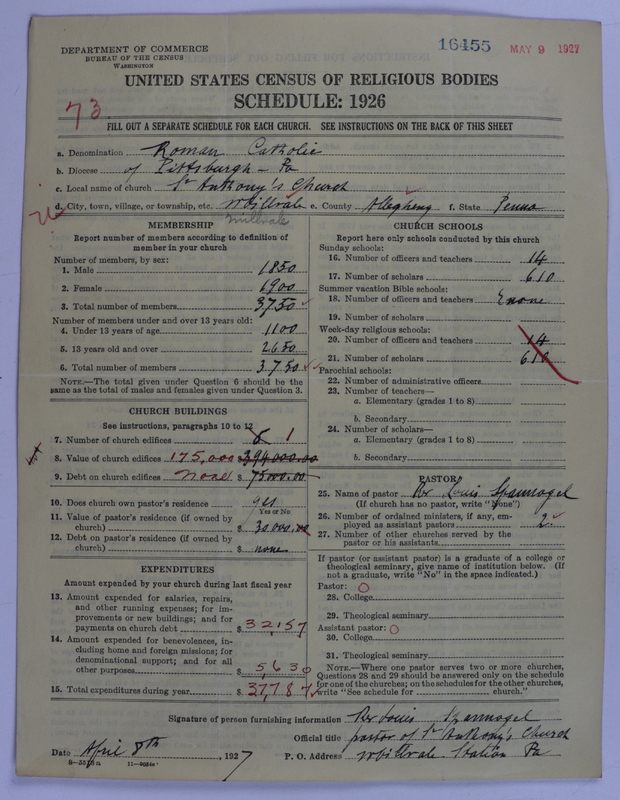 16455 MAY 9 1927
DEPARTMENT OF COMMERCE
BUREAU OF THE CENSUS
WASHINGTON
UNITED STATES CENSUS OF RELIGIOUS BODIES
SCHEDULE: 1926
73
FILL OUT A SEPARATE SCHEDULE FOR EACH CHURCH. SEE INSTRUCTIONS ON THE BACK OF THIS SHEET
a. Denomination Roman Catholic
b. Diocese of Pittsburgh - Pa
c. Local name of church St Anthony's Church
d. City, town, village, or township, etc. Millvale e. County Allegheny f. State Penna
Millvale
MEMBERSHIP
Report number of members according to definition of
member in your church
Number of members, by sex:
1. Male 1850
2. Female 1900
3. Total number of members 3750
Number of members under and over 13 years old:
4. Under 13 years of age 1100
5. 13 years old and over 2650
6. Total number of members 3750
NOTE.—The total given under Question 6 should be the
same as the total of males and females given under Question 3.
CHURCH BUILDINGS
See instructions, paragraphs 10 to 12
7. Number of church edifices 1
8. Value of church edifices 175,000 $ 394000.00
9. Debt on church edifices none $ 75000.00
10. Does church own pastor's residence yes
Yes or No
11. Value of pastor's residence (if owned by
church) $ 30.000.00
12. Debt on pastor's residence (if owned by
church) $ none
EXPENDITURES
Amount expended by your church during last fiscal year
13. Amount expended for salaries, repairs,
and other running expenses; for im-
provements or new buildings; and for
payments on church debt $ 32157
14. Amount expended for benevolences, in-
cluding home and foreign missions; for
denominational support; and for all
other purposes $ 5,630
15. Total expenditures during year $ 37,787
CHURCH SCHOOLS
Report here only schools conducted by this church
Sunday schools:
16. Number of officers and teachers 14
17. Number of scholars 610
Summer vacation Bible schools:
18. Number of officers and teachers none
19. Number of scholars
Week-day religious schools:
20. Number of officers and teachers 14
21. Number of scholars 610
Parochial schools:
22. Number of administrative officers
23. Number of teachers—
a. Elementary (grades 1 to 8)
b. Secondary
24. Number of scholars—
a. Elementary (grades 1 to 8)
b. Secondary
PASTOR
25. Name of pastor Rev Louis Spannagel
(If church has no pastor, write "None")
26. Number of ordained ministers, if any, em-
ployed as assistant pastors 2
27. Number of other churches served by the
pastor or his assistants
If pastor (or assistant pastor) is a graduate of a college or
theological seminary, give name of institution below. (If
not a graduate, write "No" in the space indicated.)
Pastor:
28. College
29. Theological seminary
Assistant pastor:
30. College
31. Theological seminary
NOTE.—Where one pastor serves two or more churches,
Questions 28 and 29 should be answered only on the schedule
for one of the churches; on the schedules for the other churches,
write "See schedule for church."
Signature of person furnishing information Rev Louis Spannagel
Official title pastor of St Anthony's Church
Date April 8th, 1927 P. O. Address Millvale Station Pa